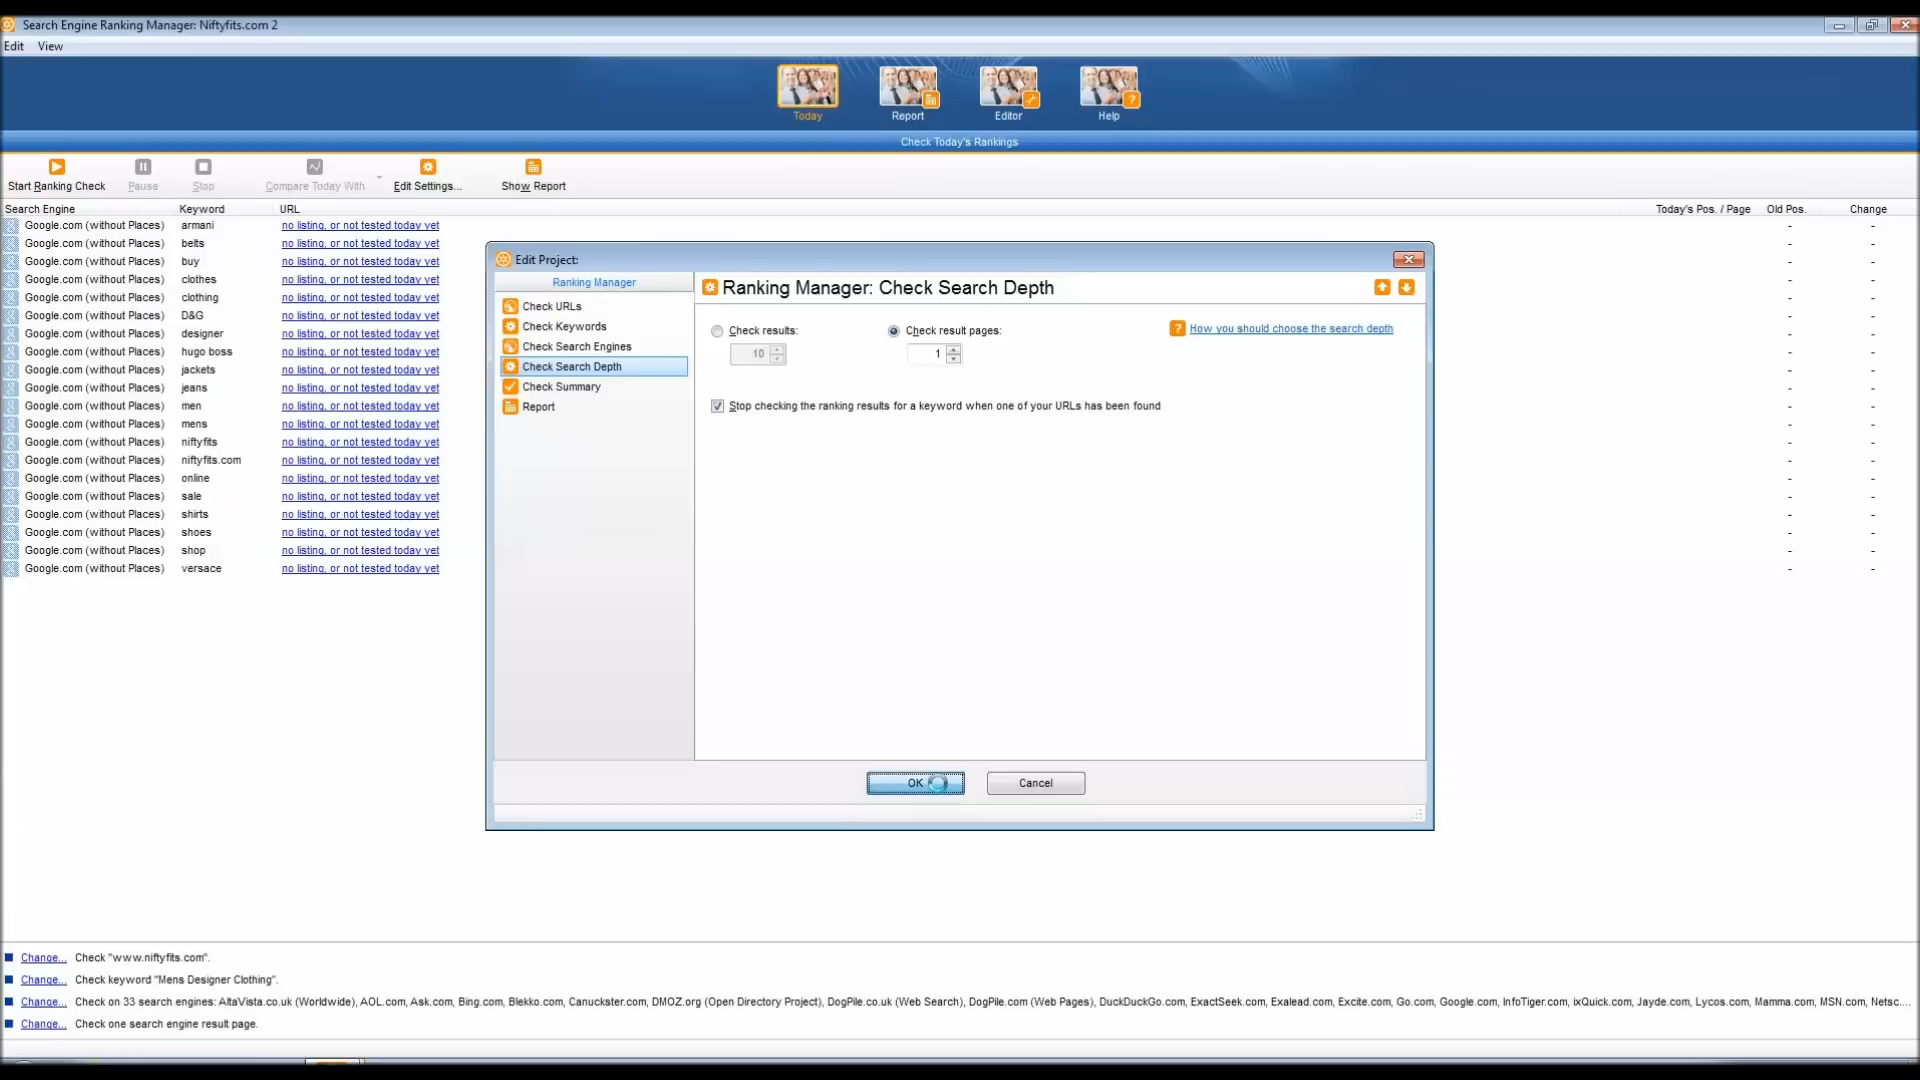 Search Engine Ranking Manager: Niftyfits.com 2
Edit View
Today Report Editor Help
Check Today's Rankings
Start Ranking Check Pause Stop Compare Today With Edit Settings... Show Report
Search Engine Keyword URL Today's Pos. / Page Old Pos. Change
Google.com (without Places) armani no listing, or not tested today yet - -
Google.com (without Places) belts no listing, or not tested today yet - -
Google.com (without Places) buy no listing, or not tested today yet - -
Google.com (without Places) clothes no listing, or not tested today yet - -
Google.com (without Places) clothing no listing, or not tested today yet - -
Google.com (without Places) D&G no listing, or not tested today yet - -
Google.com (without Places) designer no listing, or not tested today yet - -
Google.com (without Places) hugo boss no listing, or not tested today yet - -
Google.com (without Places) jackets no listing, or not tested today yet - -
Google.com (without Places) jeans no listing, or not tested today yet - -
Google.com (without Places) men no listing, or not tested today yet - -
Google.com (without Places) mens no listing, or not tested today yet - -
Google.com (without Places) niftyfits no listing, or not tested today yet - -
Google.com (without Places) niftyfits.com no listing, or not tested today yet - -
Google.com (without Places) online no listing, or not tested today yet - -
Google.com (without Places) sale no listing, or not tested today yet - -
Google.com (without Places) shirts no listing, or not tested today yet - -
Google.com (without Places) shoes no listing, or not tested today yet - -
Google.com (without Places) shop no listing, or not tested today yet - -
Google.com (without Places) versace no listing, or not tested today yet - -
Edit Project:
Ranking Manager
Check URLs
Check Keywords
Check Search Engines
Check Search Depth
Check Summary
Report
Ranking Manager: Check Search Depth
Check results: Check result pages: How you should choose the search depth
10 1
Stop checking the ranking results for a keyword when one of your URLs has been found
OK Cancel
Change... Check "www.niftyfits.com".
Change... Check keyword "Mens Designer Clothing".
Change... Check on 33 search engines: AltaVista.co.uk (Worldwide), AOL.com, Ask.com, Bing.com, Blekko.com, Canuckster.com, DMOZ.org (Open Directory Project), DogPile.co.uk (Web Search), DogPile.com (Web Pages), DuckDuckGo.com, ExactSeek.com, Exalead.com, Excite.com, Go.com, Google.com, InfoTiger.com, ixQuick.com, Jayde.com, Lycos.com, Mamma.com, MSN.com, Netsc....
Change... Check one search engine result page.